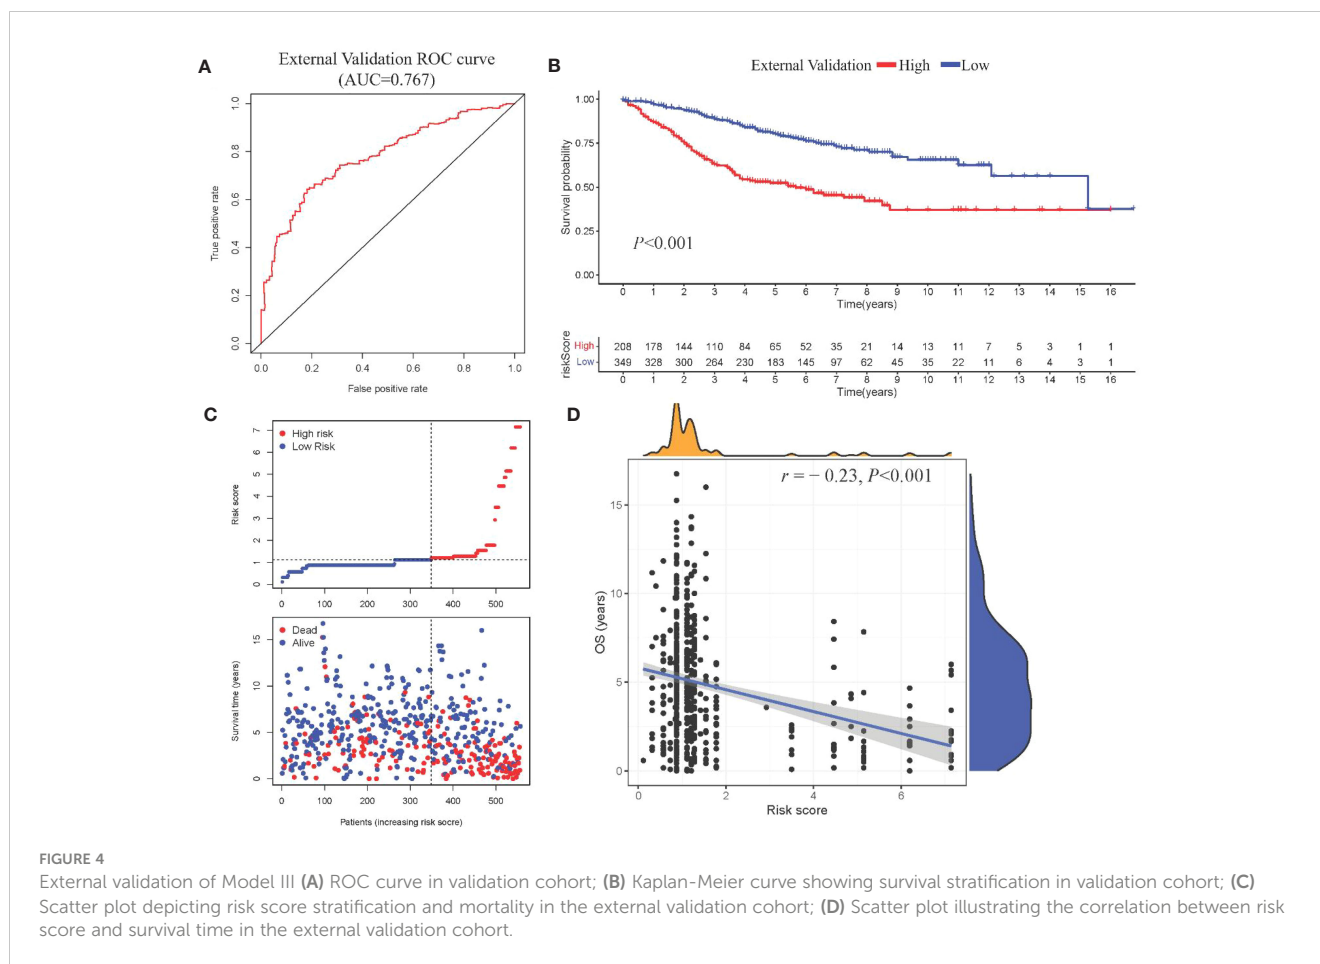 A
External Validation ROC curve
(AUC=0.767)
True positive rate
1.0
0.8
0.6
0.4
0.2
0.0
0.0 0.2 0.4 0.6 0.8 1.0
False positive rate
B
External Validation High Low
Survival probability
1.00
0.75
0.50
0.25
0.00
P<0.001
0 1 2 3 4 5 6 7 8 9 10 11 12 13 14 15 16
Time(years)
riskScore
High 208 178 144 110 84 65 52 35 21 14 13 11 7 5 3 1 1
Low 349 328 300 264 230 183 145 97 62 45 35 22 11 6 4 3 1
0 1 2 3 4 5 6 7 8 9 10 11 12 13 14 15 16
Time(years)
C
High risk
Low Risk
Risk score
7
6
5
4
3
2
1
0
0 100 200 300 400 500
Dead
Alive
Survival time (years)
15
10
5
0
0 100 200 300 400 500
Patients (increasing risk socre)
D
r = − 0.23, P<0.001
OS (years)
15
10
5
0
0 2 4 6
Risk score
FIGURE 4
External validation of Model III (A) ROC curve in validation cohort; (B) Kaplan-Meier curve showing survival stratification in validation cohort; (C)
Scatter plot depicting risk score stratification and mortality in the external validation cohort; (D) Scatter plot illustrating the correlation between risk
score and survival time in the external validation cohort.